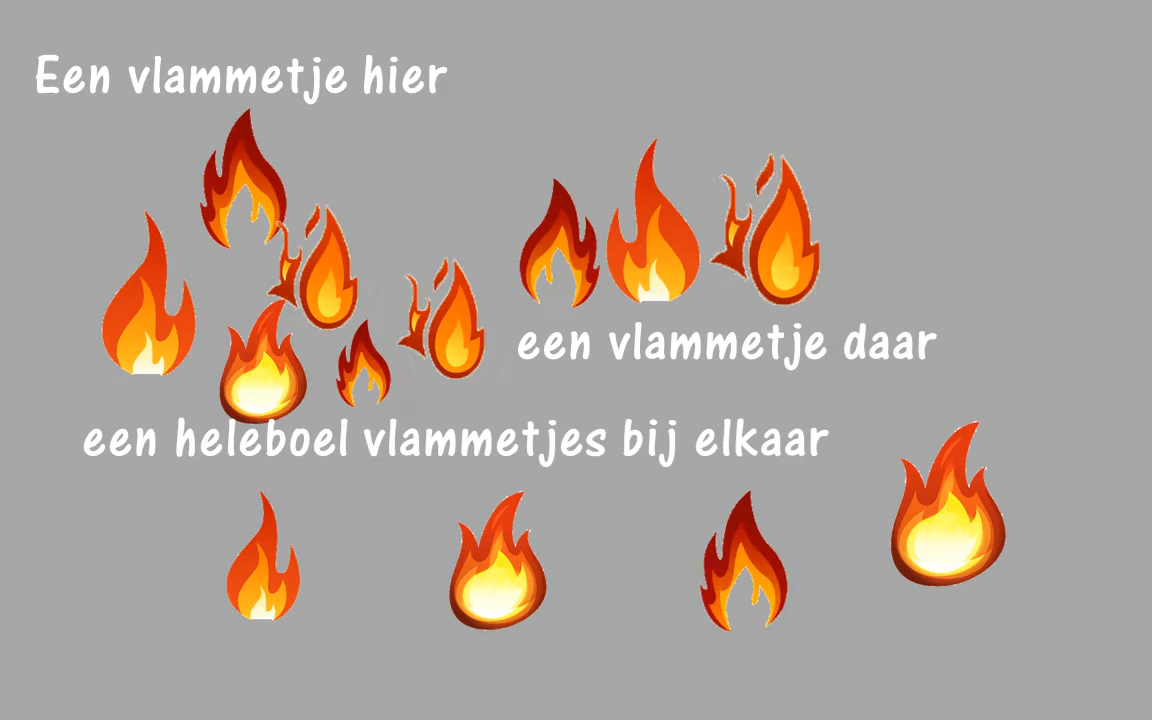 Een vlammetje hier
een vlammetje daar
een heleboel vlammetjes bij elkaar